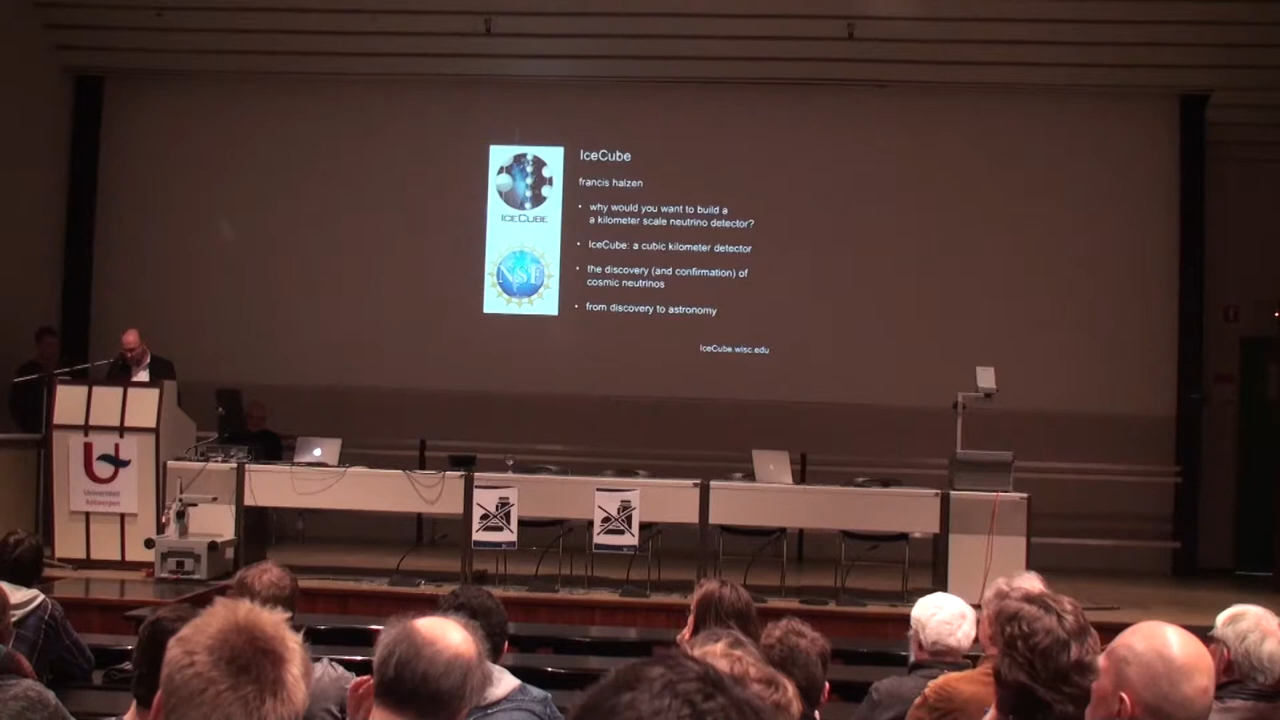 IceCube
francis halzen
• why would you want to build a
a kilometer scale neutrino detector?
• IceCube: a cubic kilometer detector
• the discovery (and confirmation) of
cosmic neutrinos
• from discovery to astronomy
IceCube.wisc.edu
ICECUBE
NSF
U
Universiteit
Antwerpen